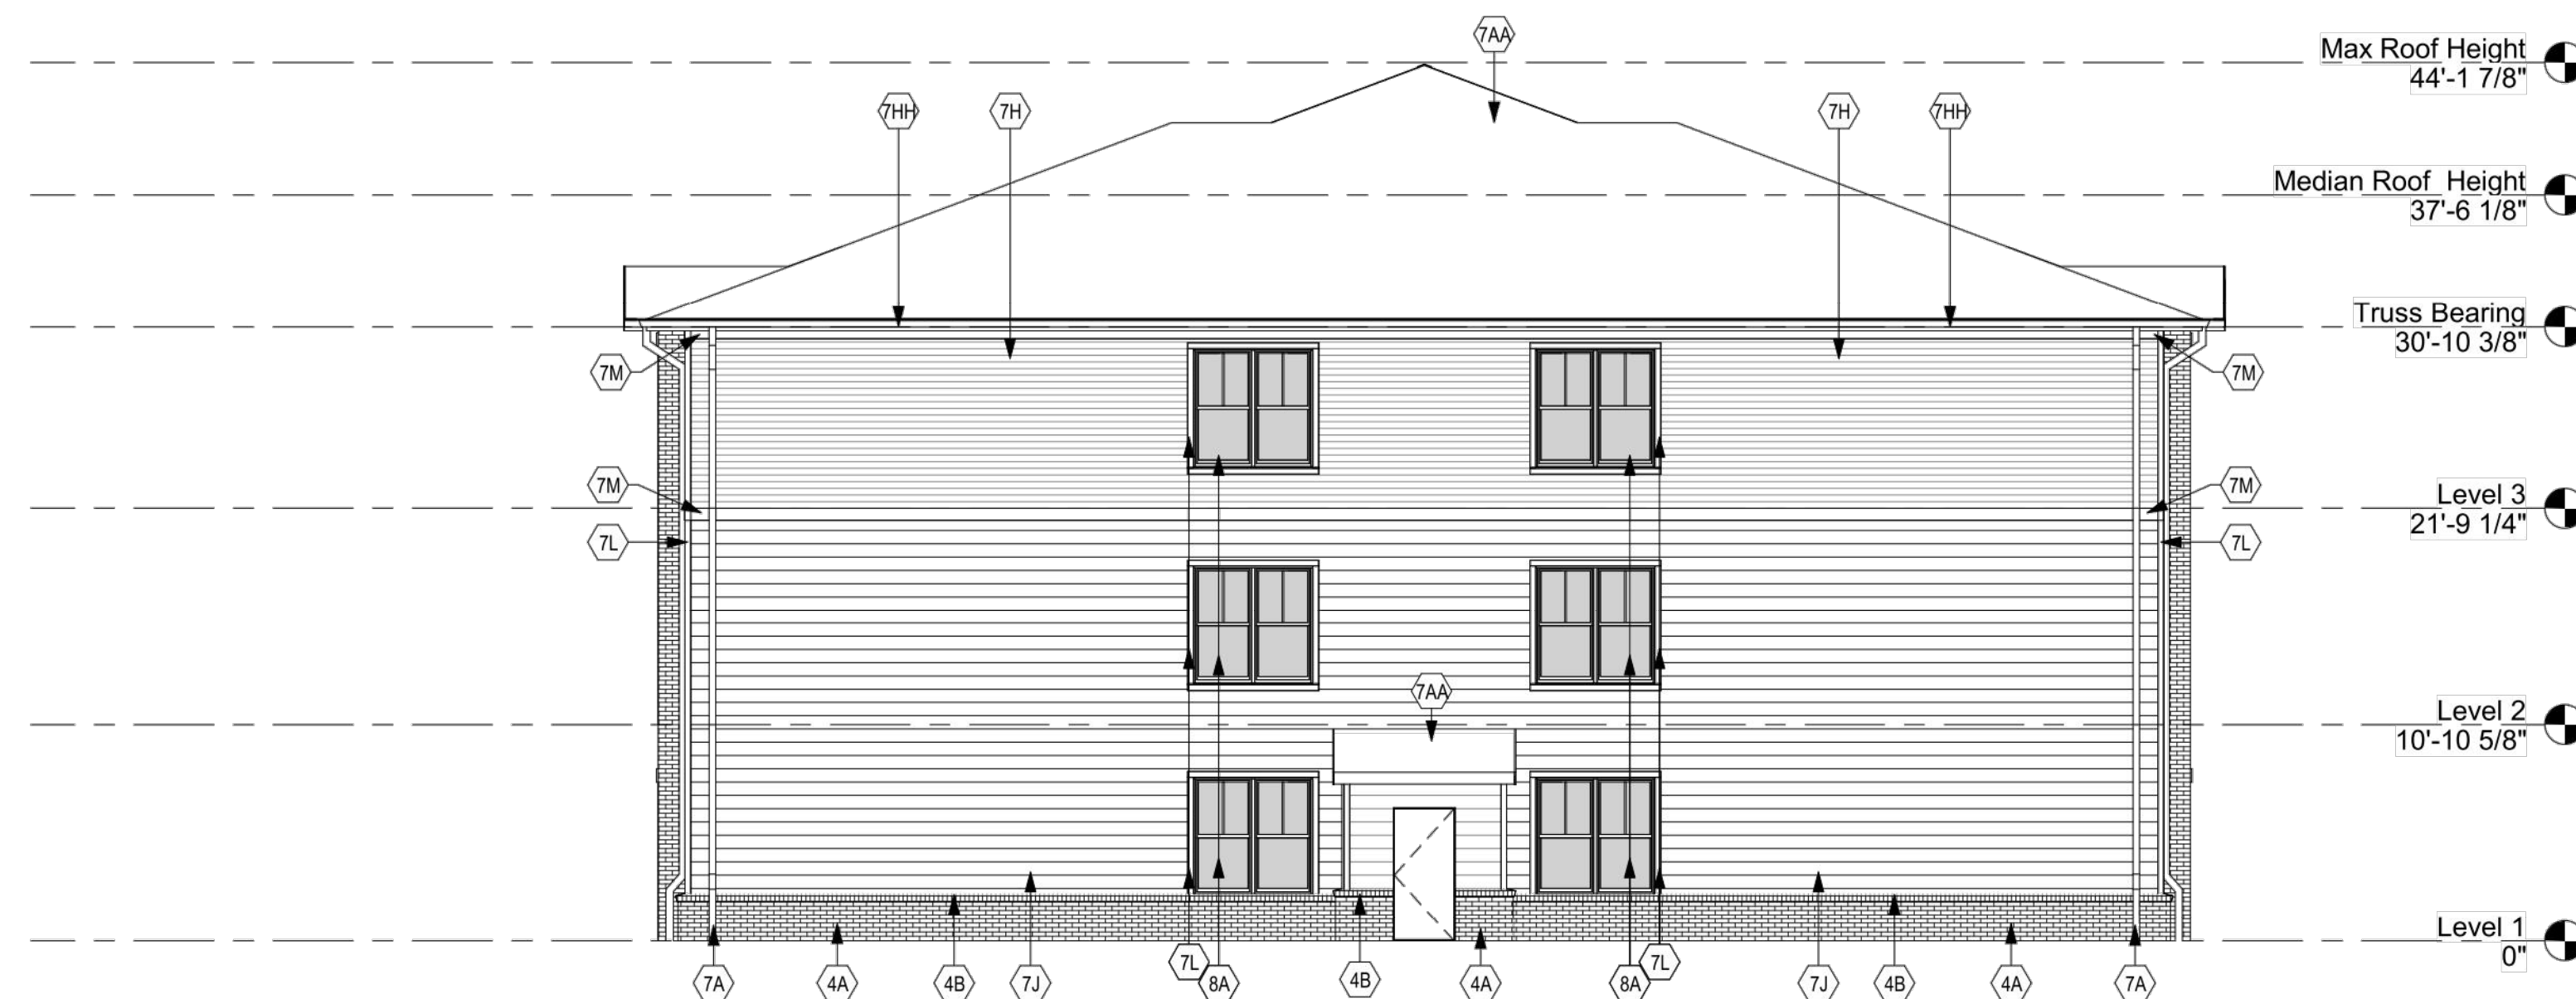 7AA
Max Roof Height
44'-1 7/8"
7HH
7H
7H
7HH
Median Roof Height
37'-6 1/8"
Truss Bearing
30'-10 3/8"
7M
7M
7M
7M
Level 3
21'-9 1/4"
7L
7L
7AA
Level 2
10'-10 5/8"
Level 1
0"
7A
4A
4B
7J
7L
8A
4B
4A
8A
7L
7J
4B
4A
7A